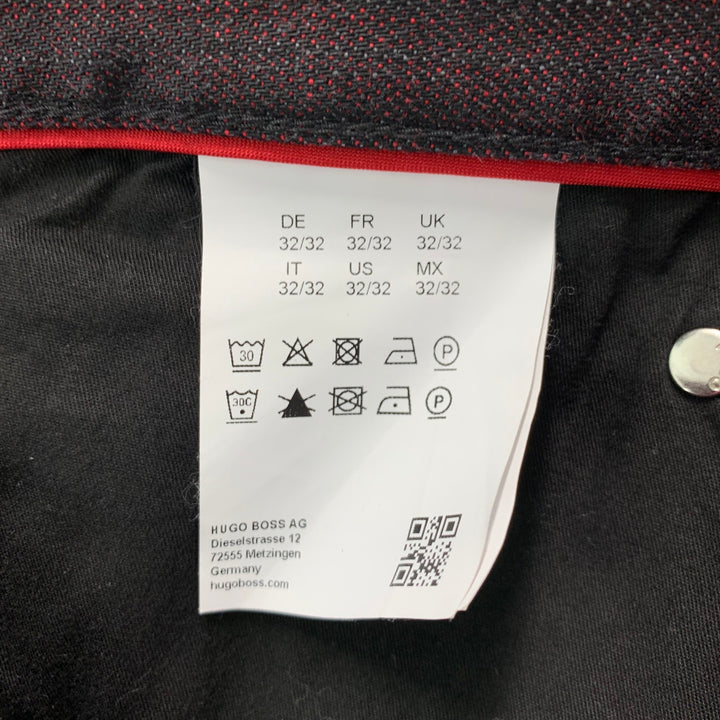 DE FR UK
32/32 32/32 32/32
IT US MX
32/32 32/32 32/32
30 P
30C P
HUGO BOSS AG
Dieselstrasse 12
72555 Metzingen
Germany
hugoboss.com